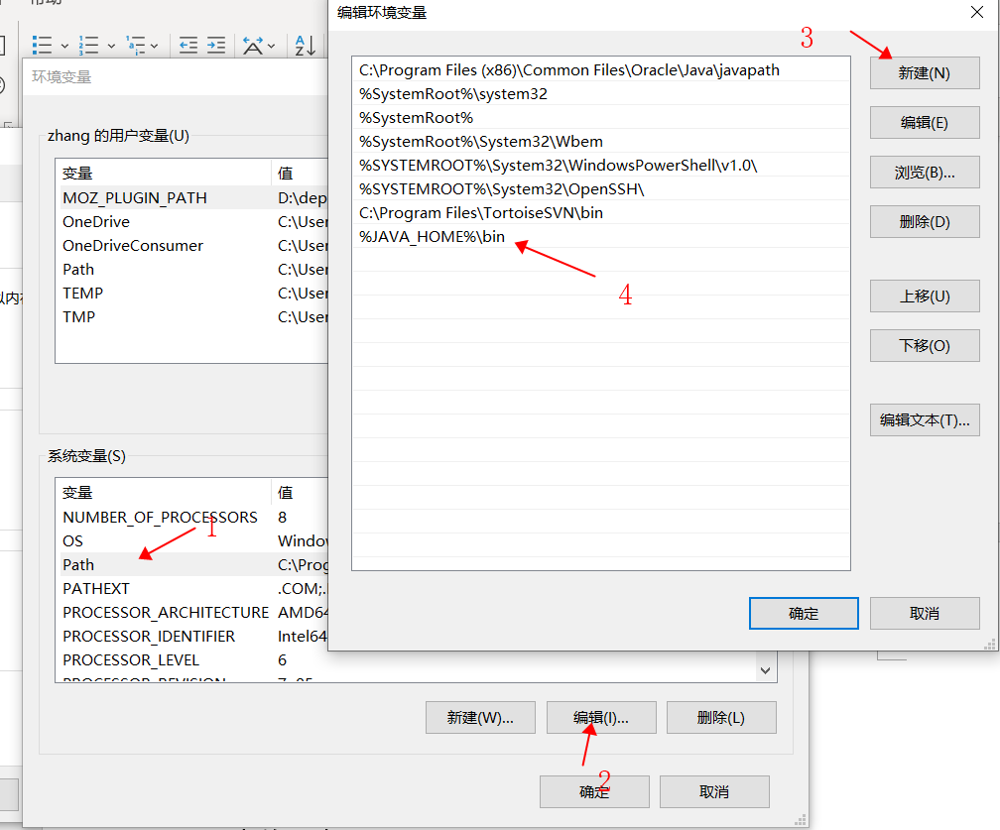 编辑环境变量
3
C:\Program Files (x86)\Common Files\Oracle\Java\javapath
%SystemRoot%\system32
%SystemRoot%
%SystemRoot%\System32\Wbem
%SYSTEMROOT%\System32\WindowsPowerShell\v1.0\
%SYSTEMROOT%\System32\OpenSSH\
C:\Program Files\TortoiseSVN\bin
%JAVA_HOME%\bin
4
新建(N)
编辑(E)
浏览(B)...
删除(D)
上移(U)
下移(O)
编辑文本(T)...
确定
取消
环境变量
zhang 的用户变量(U)
变量 值
MOZ_PLUGIN_PATH D:\dep
OneDrive C:\User
OneDriveConsumer C:\User
Path C:\User
TEMP C:\User
TMP C:\User
系统变量(S)
变量 值
NUMBER_OF_PROCESSORS 8
1
OS Window
Path C:\Prog
PATHEXT .COM;.
PROCESSOR_ARCHITECTURE AMD64
PROCESSOR_IDENTIFIER Intel64
PROCESSOR_LEVEL 6
新建(W)...
编辑(I)...
删除(L)
2
确定
取消